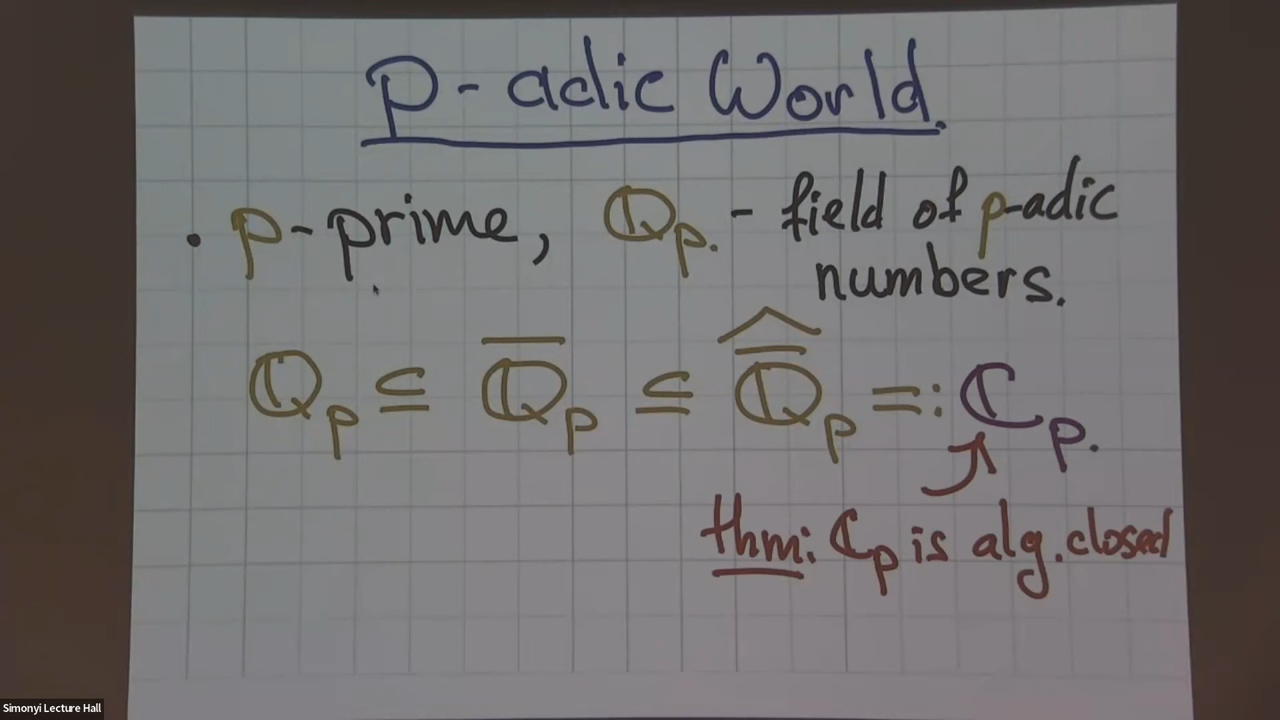 p-adic World.
• p-prime, ℚp. - field of p-adic
numbers.
ℚp ⊆ ℚ̅p ⊆ ℚ̅̂p =: ℂp.
thm: ℂp is alg. closed
Simonyi Lecture Hall